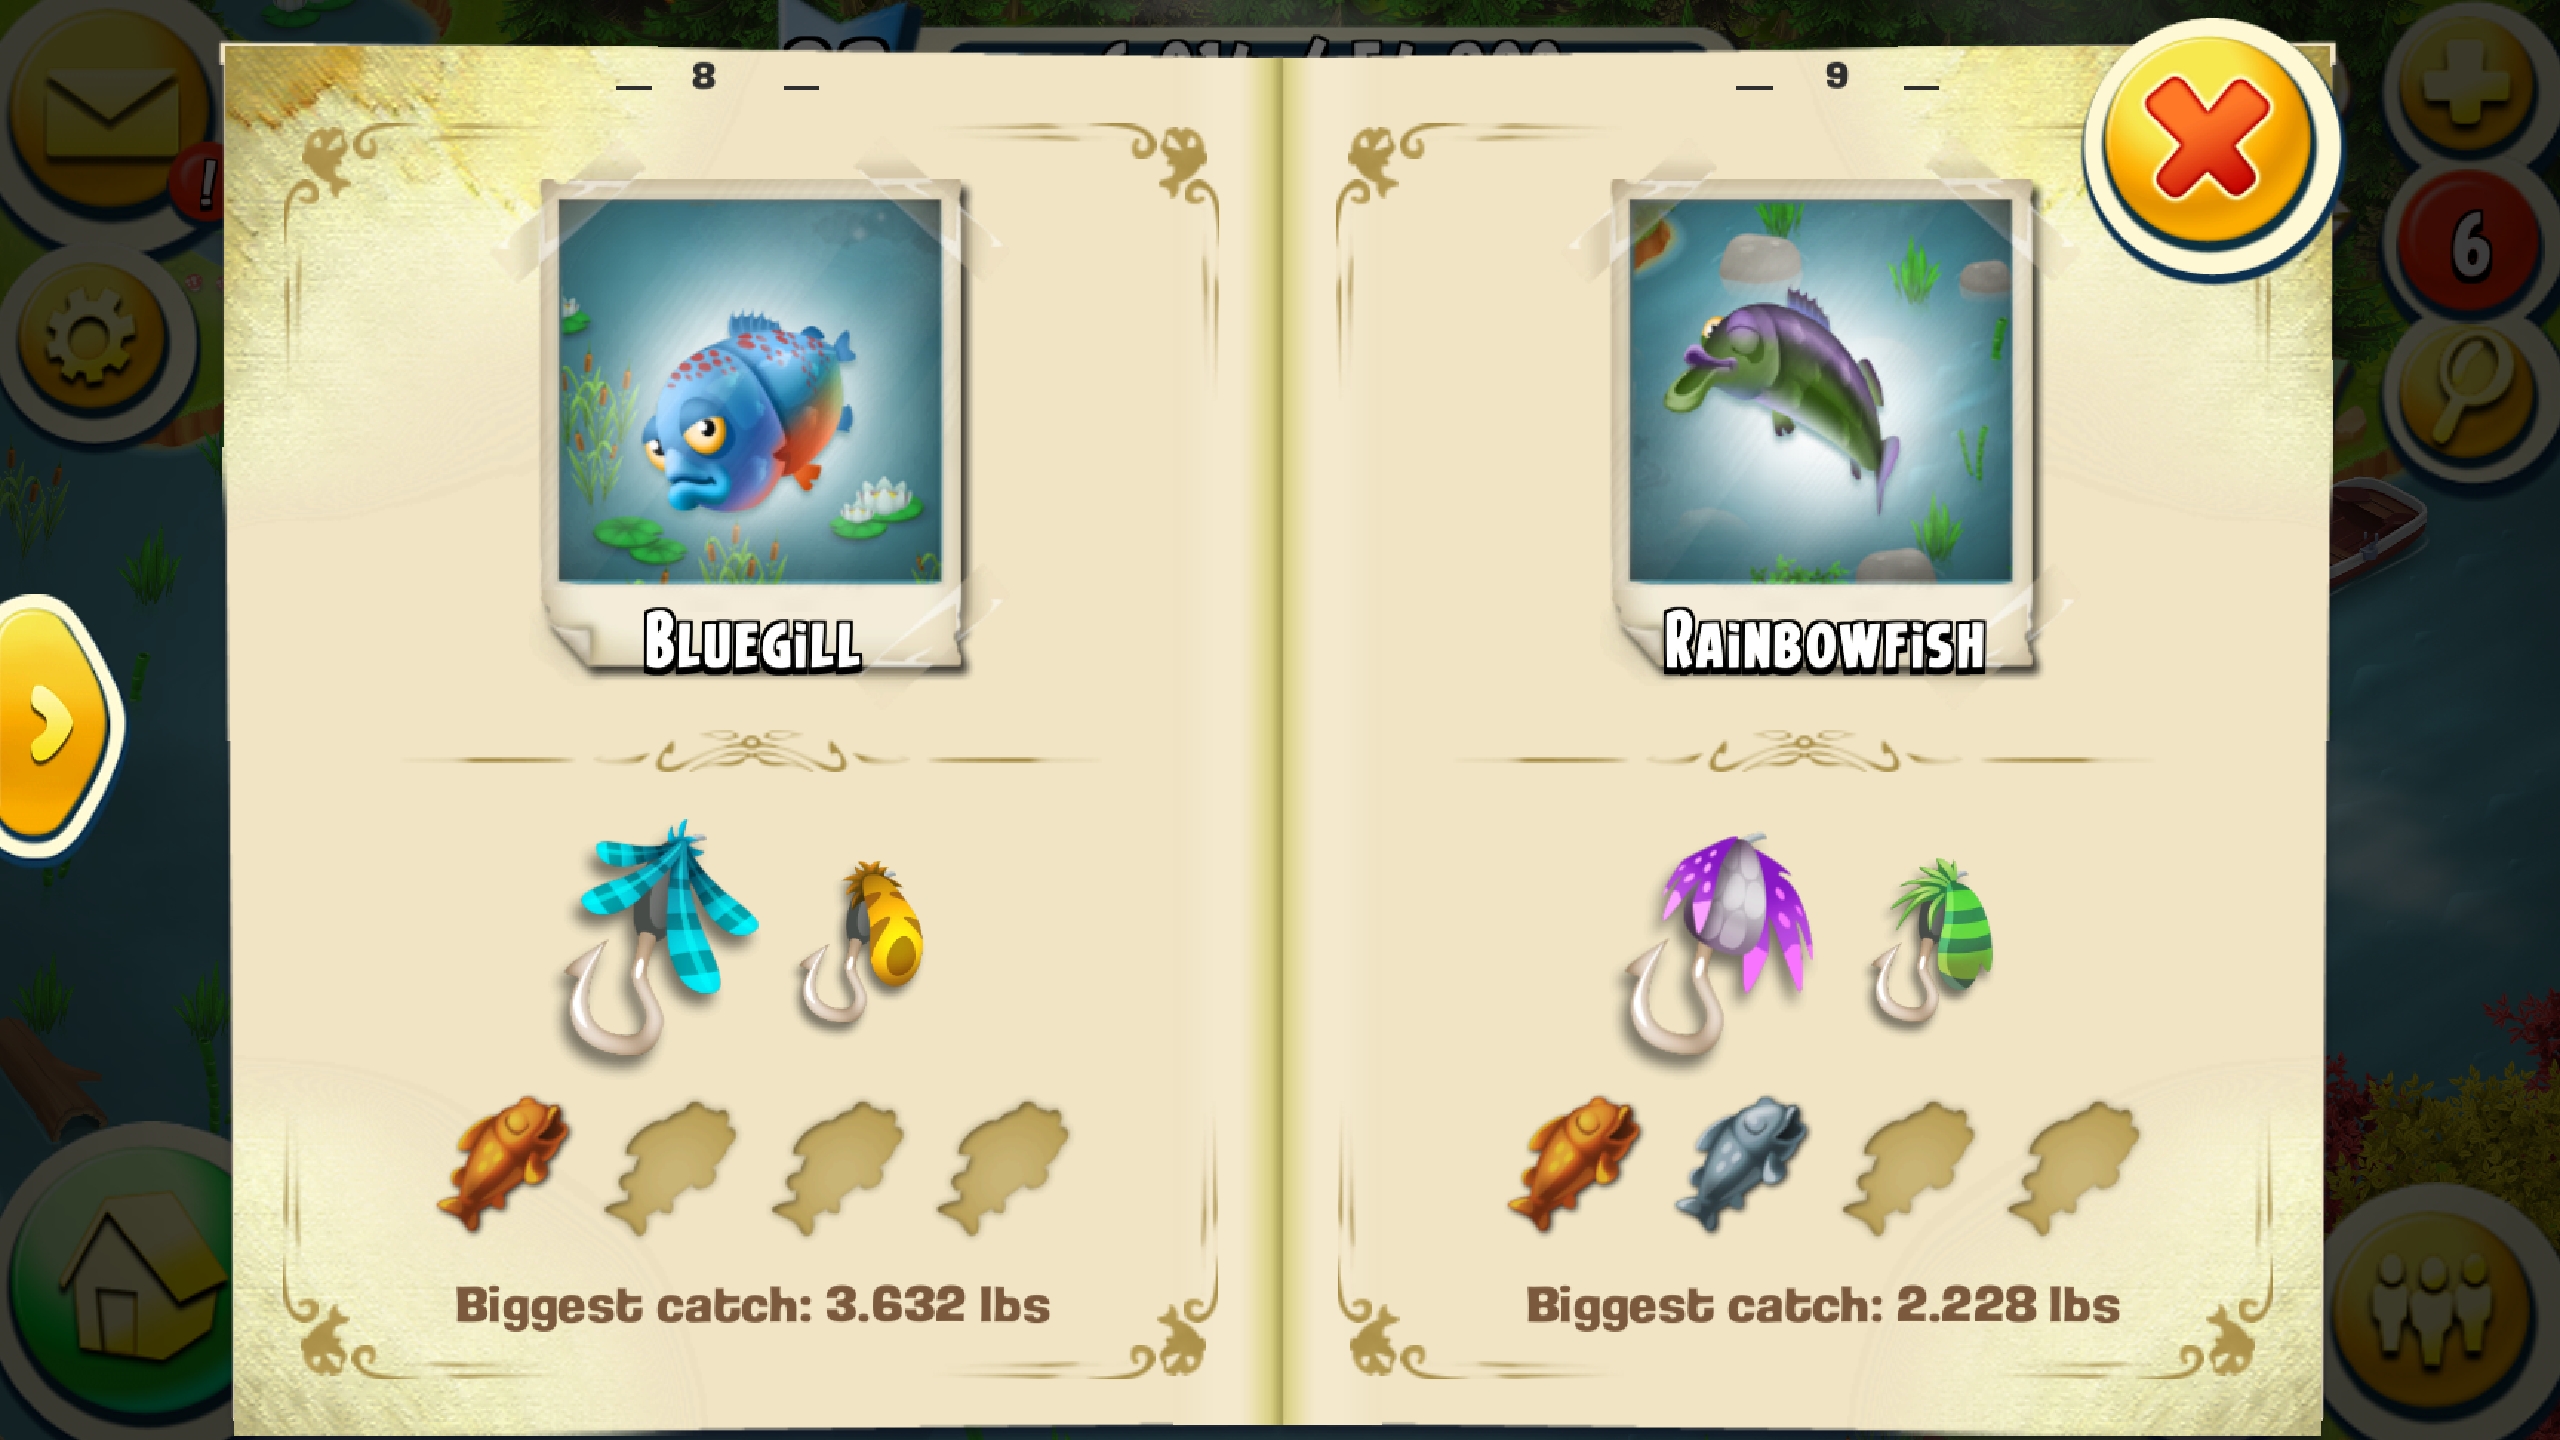 _ 8 _
_ 9 _
!
6
Bluegill
Rainbowfish
Biggest catch: 3.632 lbs
Biggest catch: 2.228 lbs